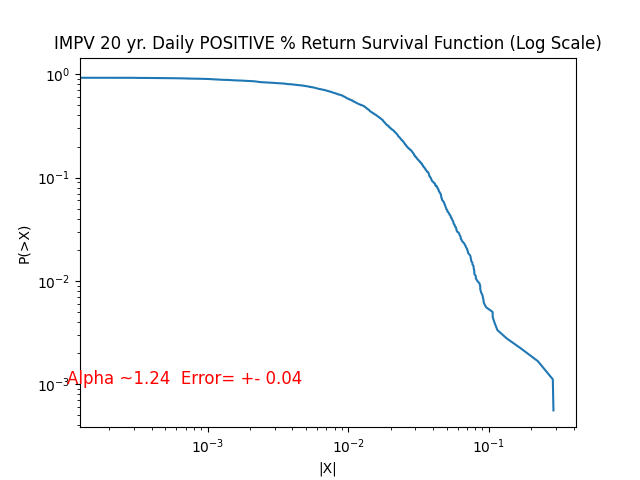 IMPV 20 yr. Daily POSITIVE % Return Survival Function (Log Scale)
P(>X)
10⁰
10⁻¹
10⁻²
10⁻³
Alpha ~1.24  Error= +- 0.04
10⁻³ 10⁻² 10⁻¹
|X|